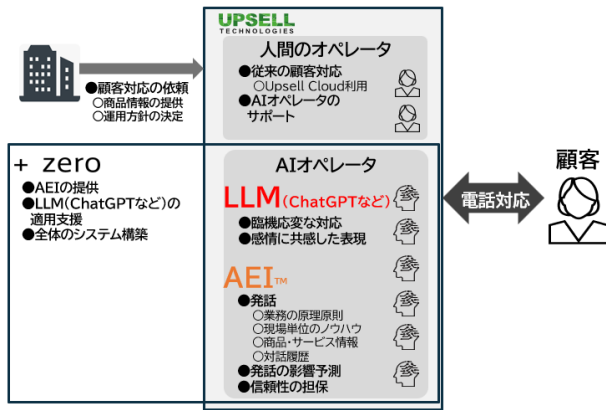 UPSELL
TECHNOLOGIES
人間のオペレータ
●従来の顧客対応
○Upsell Cloud利用
●AIオペレータの
サポート
●顧客対応の依頼
○商品情報の提供
○運用方針の決定
+ zero
●AEIの提供
●LLM(ChatGPTなど)の
適用支援
●全体のシステム構築
AIオペレータ
LLM(ChatGPTなど)
●臨機応変な対応
●感情に共感した表現
AEI™
●発話
○業務の原理原則
○現場単位のノウハウ
○商品・サービス情報
○対話履歴
●発話の影響予測
●信頼性の担保
電話対応
顧客